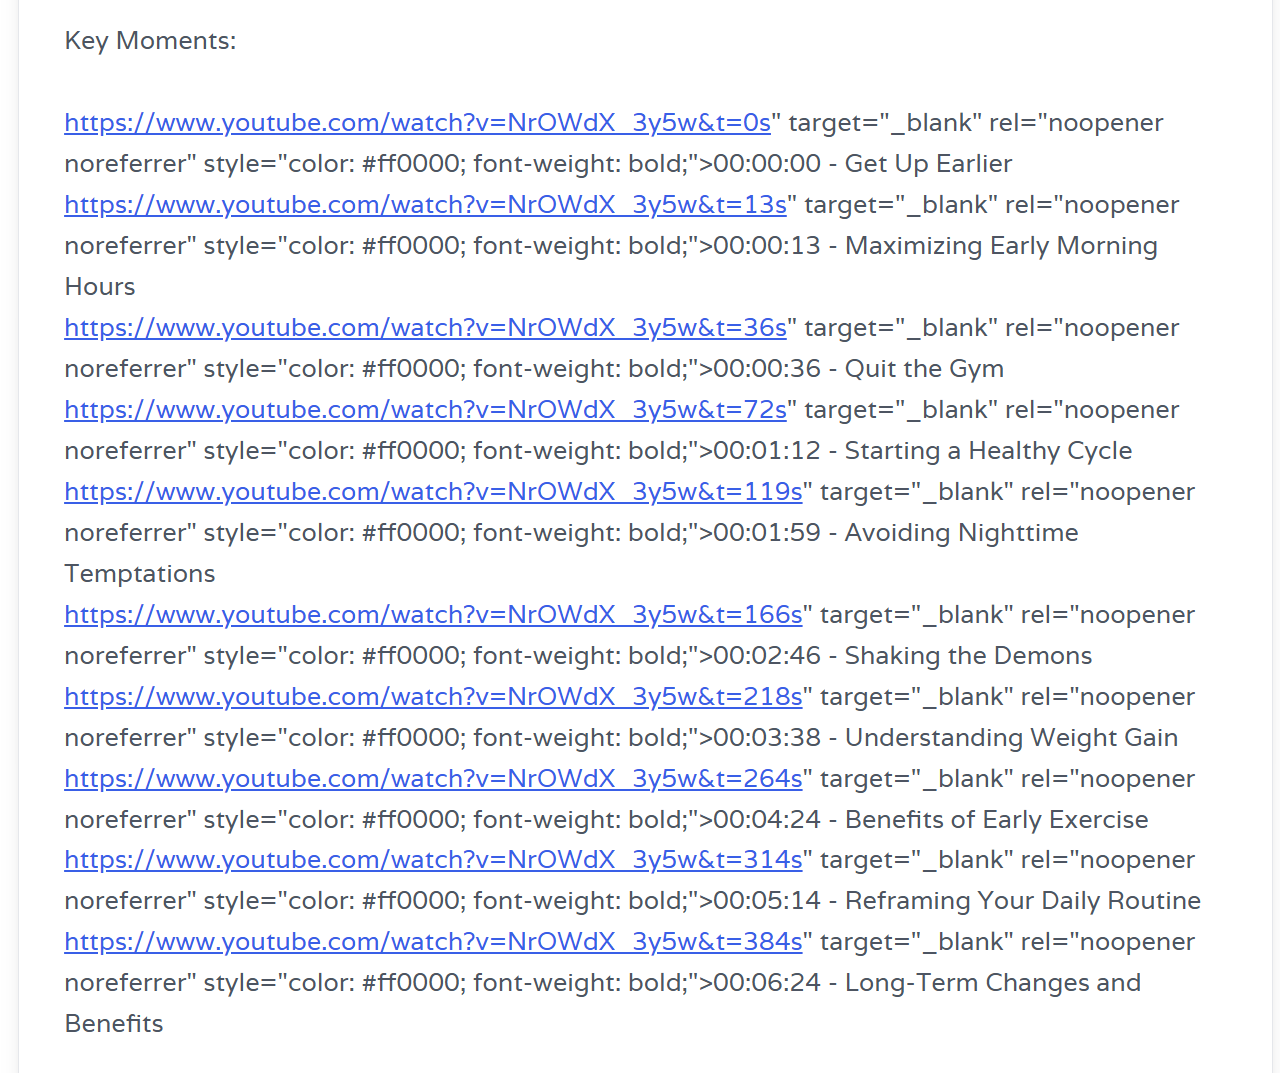 Key Moments:
https://www.youtube.com/watch?v=NrOWdX_3y5w&t=0s" target="_blank" rel="noopener
noreferrer" style="color: #ff0000; font-weight: bold;">00:00:00 - Get Up Earlier
https://www.youtube.com/watch?v=NrOWdX_3y5w&t=13s" target="_blank" rel="noopener
noreferrer" style="color: #ff0000; font-weight: bold;">00:00:13 - Maximizing Early Morning
Hours
https://www.youtube.com/watch?v=NrOWdX_3y5w&t=36s" target="_blank" rel="noopener
noreferrer" style="color: #ff0000; font-weight: bold;">00:00:36 - Quit the Gym
https://www.youtube.com/watch?v=NrOWdX_3y5w&t=72s" target="_blank" rel="noopener
noreferrer" style="color: #ff0000; font-weight: bold;">00:01:12 - Starting a Healthy Cycle
https://www.youtube.com/watch?v=NrOWdX_3y5w&t=119s" target="_blank" rel="noopener
noreferrer" style="color: #ff0000; font-weight: bold;">00:01:59 - Avoiding Nighttime
Temptations
https://www.youtube.com/watch?v=NrOWdX_3y5w&t=166s" target="_blank" rel="noopener
noreferrer" style="color: #ff0000; font-weight: bold;">00:02:46 - Shaking the Demons
https://www.youtube.com/watch?v=NrOWdX_3y5w&t=218s" target="_blank" rel="noopener
noreferrer" style="color: #ff0000; font-weight: bold;">00:03:38 - Understanding Weight Gain
https://www.youtube.com/watch?v=NrOWdX_3y5w&t=264s" target="_blank" rel="noopener
noreferrer" style="color: #ff0000; font-weight: bold;">00:04:24 - Benefits of Early Exercise
https://www.youtube.com/watch?v=NrOWdX_3y5w&t=314s" target="_blank" rel="noopener
noreferrer" style="color: #ff0000; font-weight: bold;">00:05:14 - Reframing Your Daily Routine
https://www.youtube.com/watch?v=NrOWdX_3y5w&t=384s" target="_blank" rel="noopener
noreferrer" style="color: #ff0000; font-weight: bold;">00:06:24 - Long-Term Changes and
Benefits